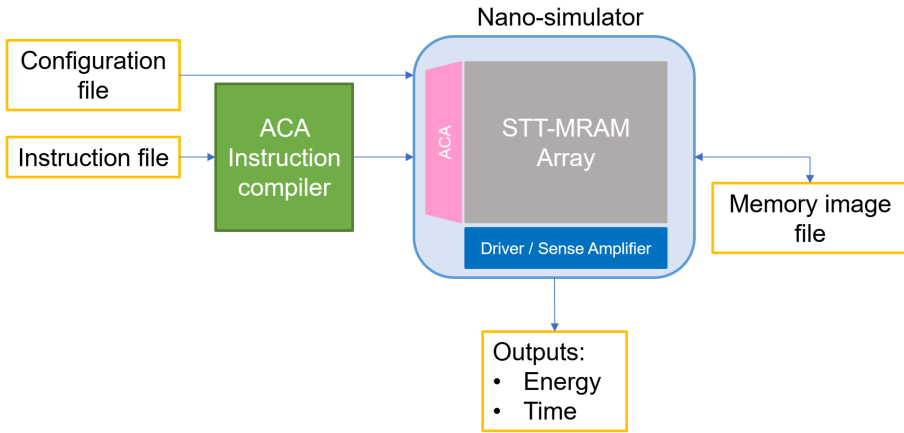 Nano-simulator
Configuration
file
Instruction file
ACA
Instruction
compiler
ACA
STT-MRAM
Array
Driver / Sense Amplifier
Memory image
file
Outputs:
• Energy
• Time